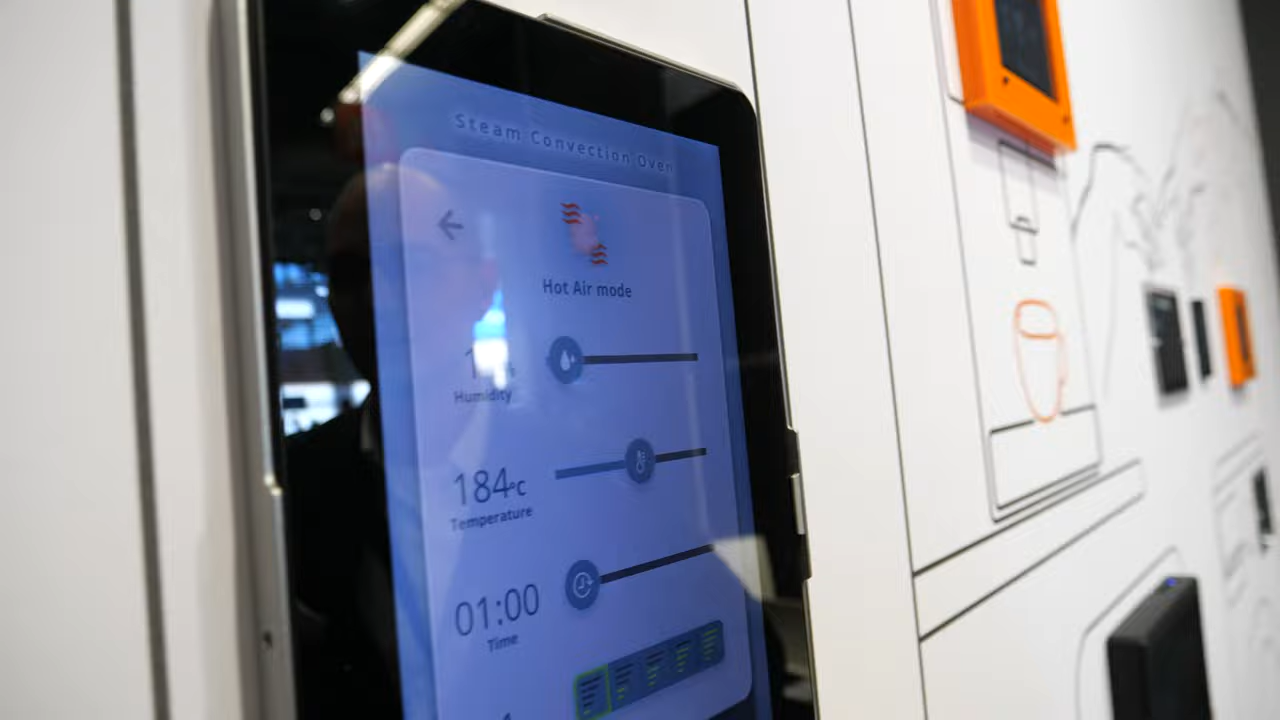 Steam Convection Oven
Hot Air mode
Humidity
184°C
Temperature
01:00
Time